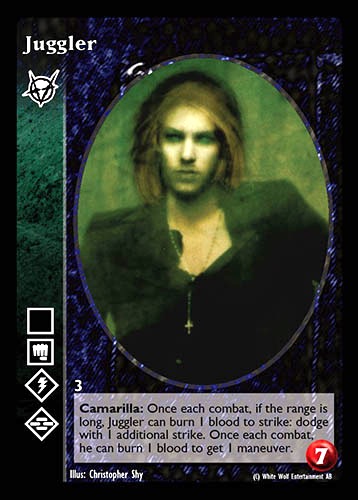 Juggler
3
Camarilla: Once each combat, if the range is
long, Juggler can burn 1 blood to strike: dodge
with 1 additional strike. Once each combat,
he can burn 1 blood to get 1 maneuver.
7
Illus: Christopher Shy
(C) White Wolf Entertainment AB